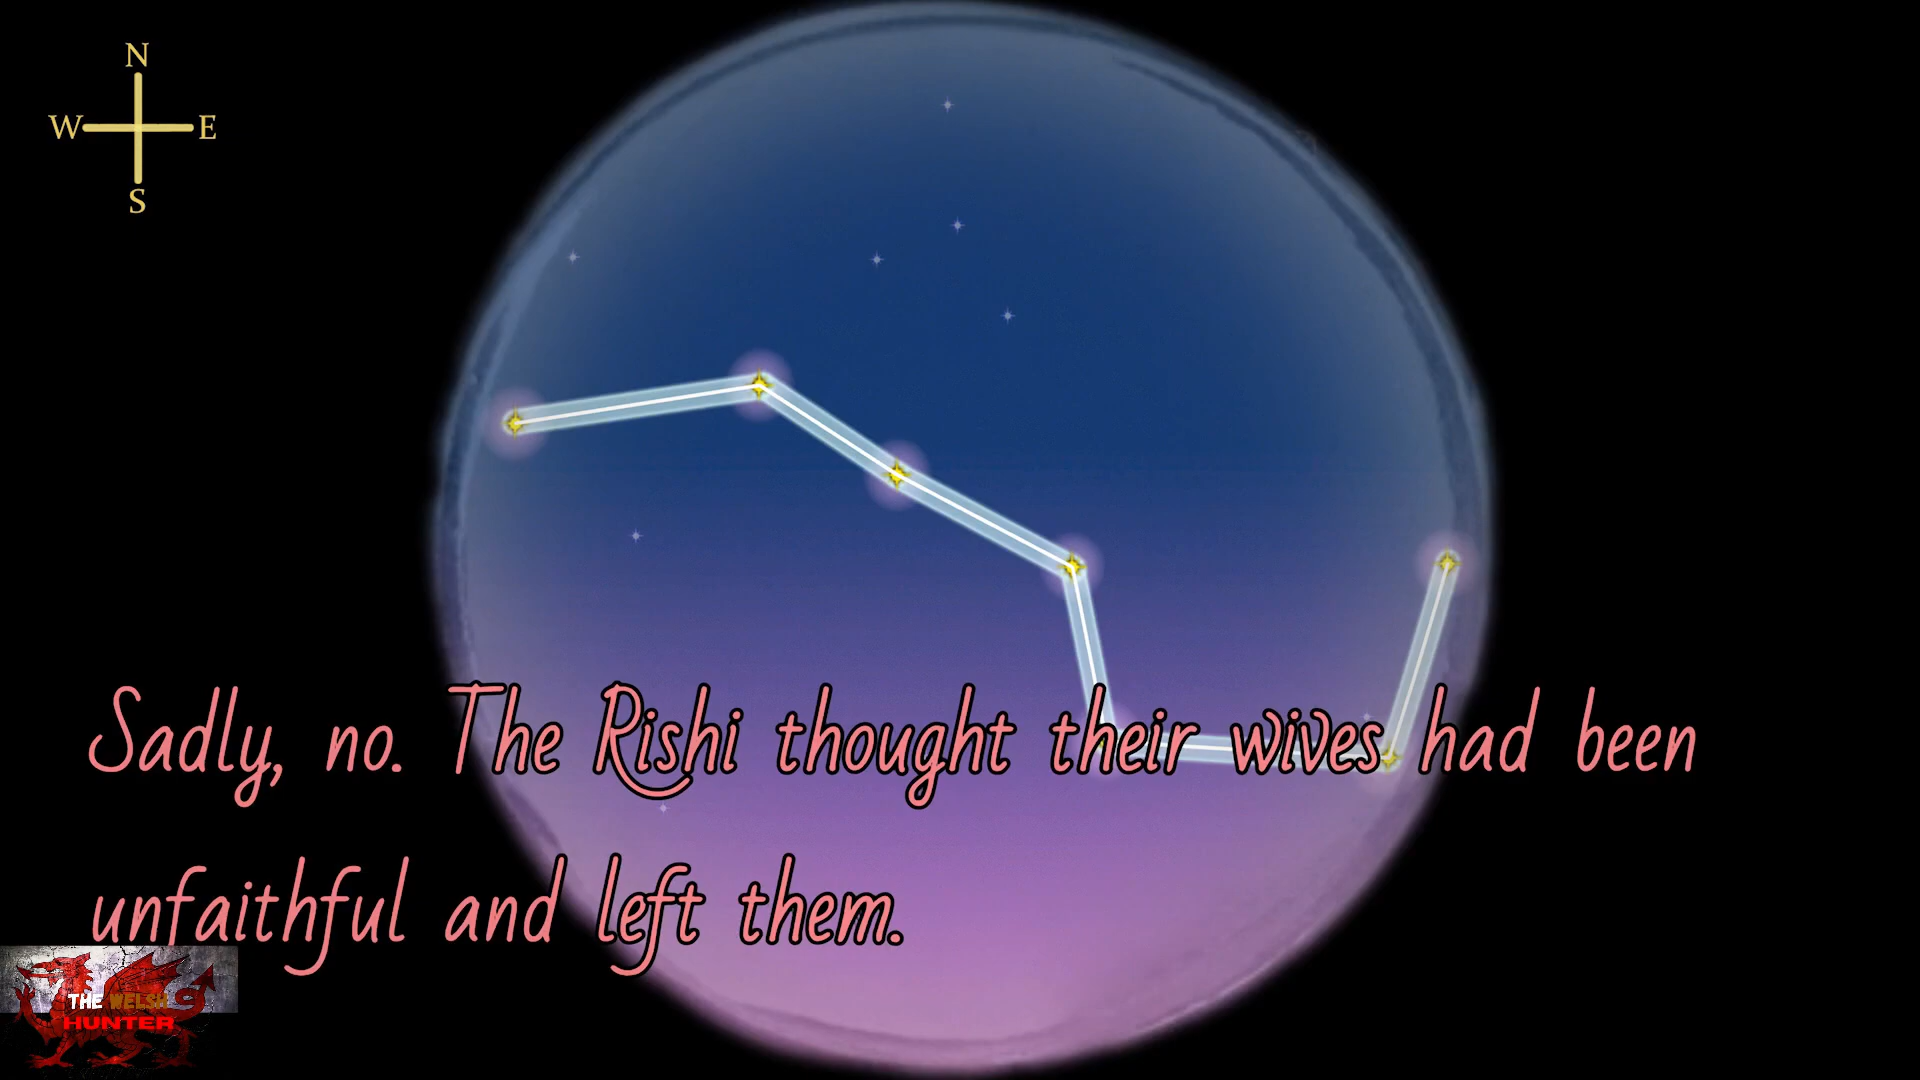 N
W E
S
Sadly, no. The Rishi thought their wives had been
unfaithful and left them.
THE WELSH
HUNTER